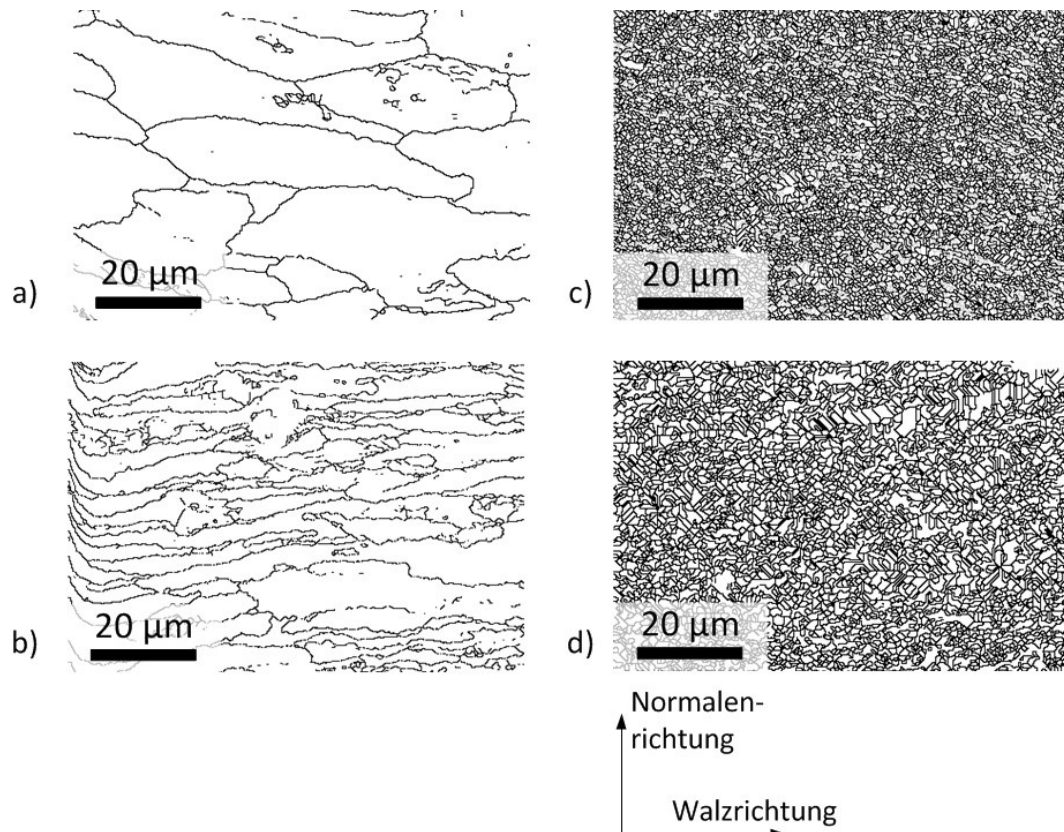 20 µm
a)
20 µm
c)
20 µm
b)
20 µm
d)
Normalen-
richtung
Walzrichtung